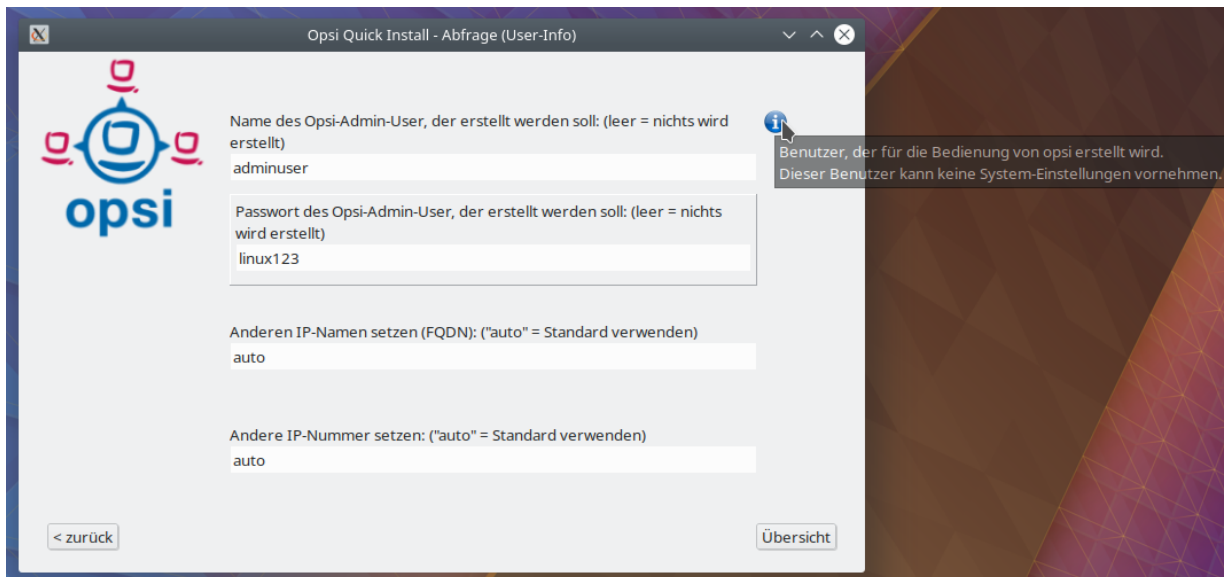 Opsi Quick Install - Abfrage (User-Info)
opsi
Name des Opsi-Admin-User, der erstellt werden soll: (leer = nichts wird
erstellt)
adminuser
Benutzer, der für die Bedienung von opsi erstellt wird.
Dieser Benutzer kann keine System-Einstellungen vornehmen.
Passwort des Opsi-Admin-User, der erstellt werden soll: (leer = nichts
wird erstellt)
linux123
Anderen IP-Namen setzen (FQDN): ("auto" = Standard verwenden)
auto
Andere IP-Nummer setzen: ("auto" = Standard verwenden)
auto
< zurück
Übersicht